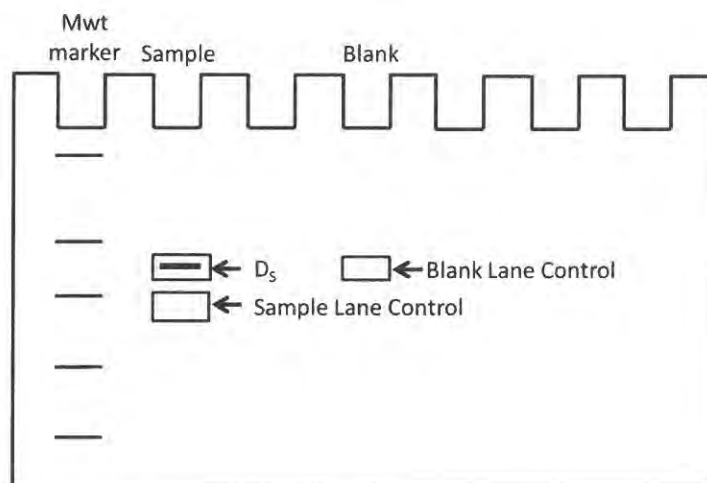 Mwt
marker Sample Blank
D_S Blank Lane Control
Sample Lane Control